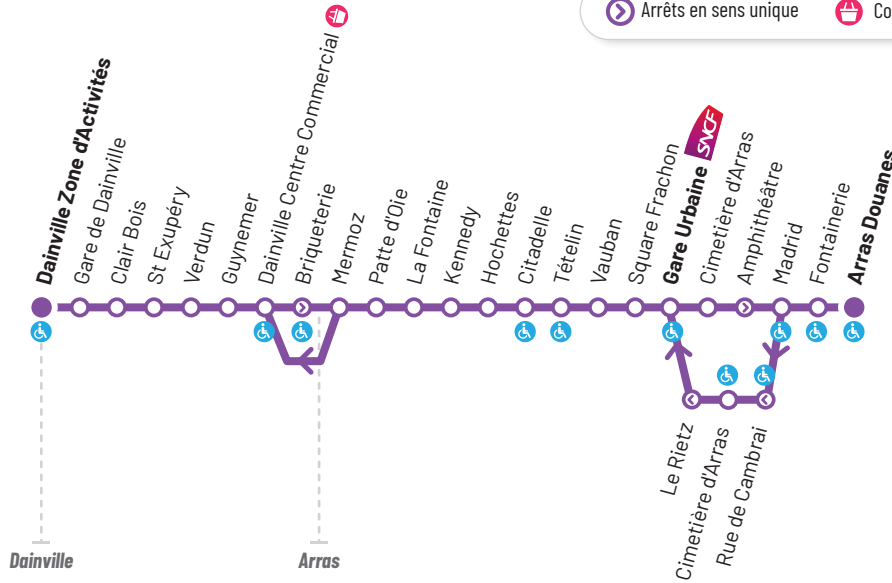 Arrêts en sens unique
Co
Dainville Zone d'Activités
Gare de Dainville
Clair Bois
St Exupéry
Verdun
Guynemer
Dainville Centre Commercial
Briqueterie
Mermoz
Patte d'Oie
La Fontaine
Kennedy
Hochettes
Citadelle
Tételin
Vauban
Square Frachon
Gare Urbaine
SNCF
Cimetière d'Arras
Amphithéâtre
Madrid
Fontainerie
Arras Douanes
Le Rietz
Cimetière d'Arras
Rue de Cambrai
Dainville
Arras